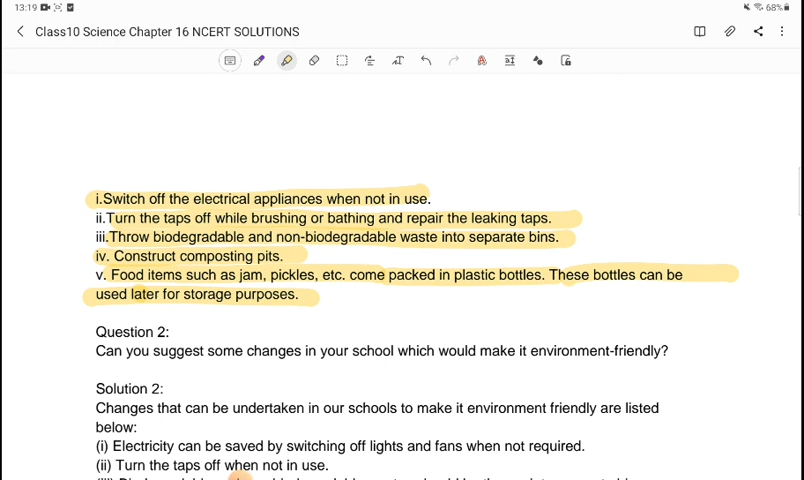 13:19
68%
Class10 Science Chapter 16 NCERT SOLUTIONS
i.Switch off the electrical appliances when not in use.
ii.Turn the taps off while brushing or bathing and repair the leaking taps.
iii.Throw biodegradable and non-biodegradable waste into separate bins.
iv. Construct composting pits.
v. Food items such as jam, pickles, etc. come packed in plastic bottles. These bottles can be
used later for storage purposes.
Question 2:
Can you suggest some changes in your school which would make it environment-friendly?
Solution 2:
Changes that can be undertaken in our schools to make it environment friendly are listed
below:
(i) Electricity can be saved by switching off lights and fans when not required.
(ii) Turn the taps off when not in use.